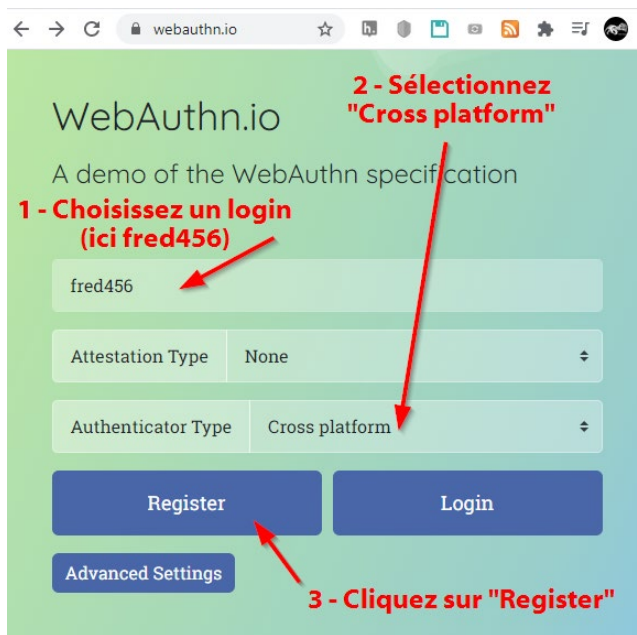 webauthn.io
2 - Sélectionnez
"Cross platform"
WebAuthn.io
A demo of the WebAuthn specification
1 - Choisissez un login
(ici fred456)
fred456
Attestation Type None
Authenticator Type Cross platform
Register Login
Advanced Settings
3 - Cliquez sur "Register"